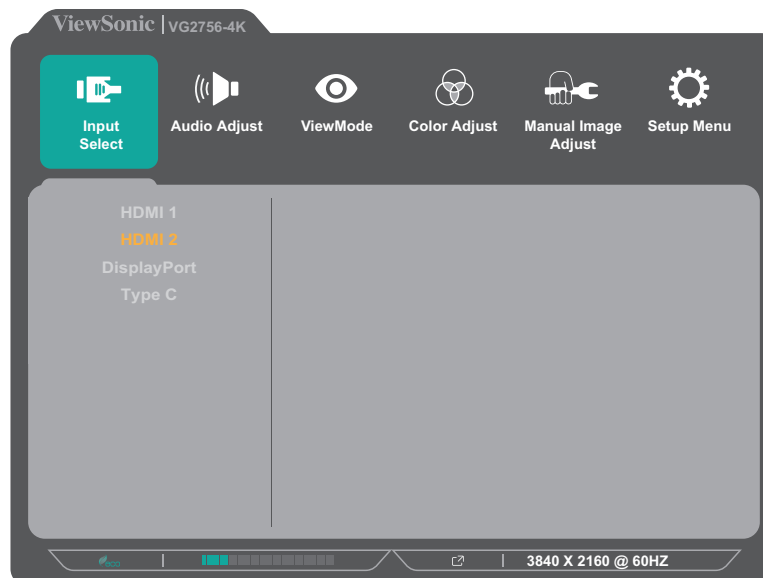 ViewSonic | VG2756-4K
Input Select
Audio Adjust
ViewMode
Color Adjust
Manual Image Adjust
Setup Menu
HDMI 1
HDMI 2
DisplayPort
Type C
eco
3840 X 2160 @ 60HZ